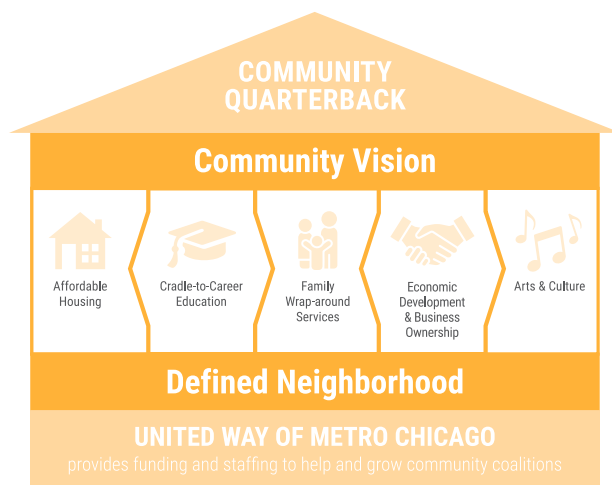 COMMUNITY
QUARTERBACK
Community Vision
Affordable
Housing
Cradle-to-Career
Education
Family
Wrap-around
Services
Economic
Development
& Business
Ownership
Arts & Culture
Defined Neighborhood
UNITED WAY OF METRO CHICAGO
provides funding and staffing to help and grow community coalitions